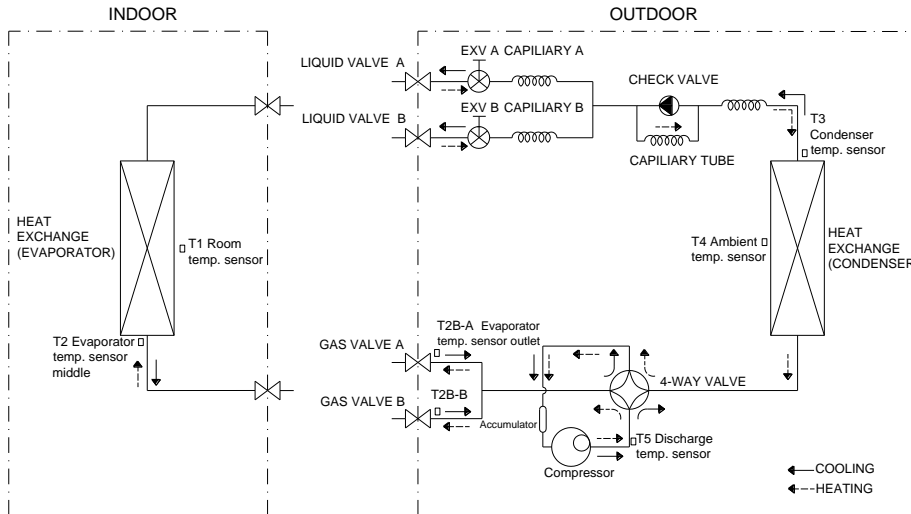 INDOOR
OUTDOOR
LIQUID VALVE A
EXV A CAPILIARY A
LIQUID VALVE B
EXV B CAPILIARY B
CHECK VALVE
CAPILIARY TUBE
T3
Condenser
temp. sensor
HEAT
EXCHANGE
(EVAPORATOR)
T1 Room
temp. sensor
T4 Ambient
temp. sensor
HEAT
EXCHANGE
(CONDENSER
T2 Evaporator
temp. sensor
middle
GAS VALVE A
T2B-A Evaporator
temp. sensor outlet
4-WAY VALVE
GAS VALVE B
T2B-B
Accumulator
Compressor
T5 Discharge
temp. sensor
COOLING
HEATING